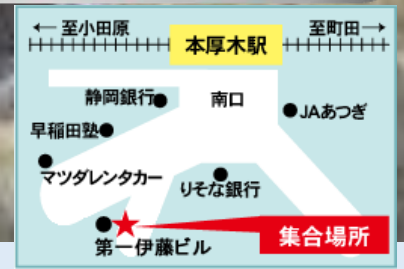 ← 至小田原
至町田→
本厚木駅
静岡銀行
南口
JAあつぎ
早稲田塾
マツダレンタカー
りそな銀行
集合場所
第一伊藤ビル